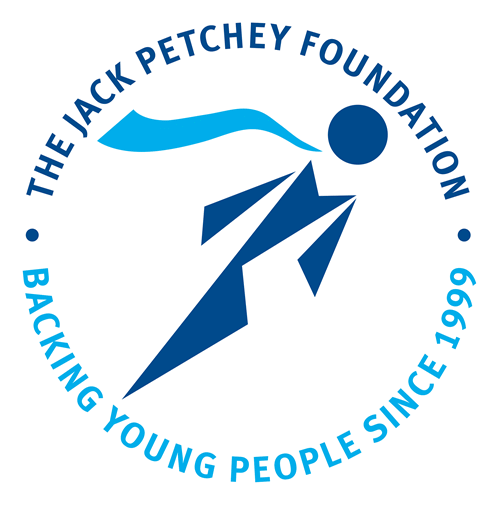 THE JACK PETCHEY FOUNDATION
BACKING YOUNG PEOPLE SINCE 1999